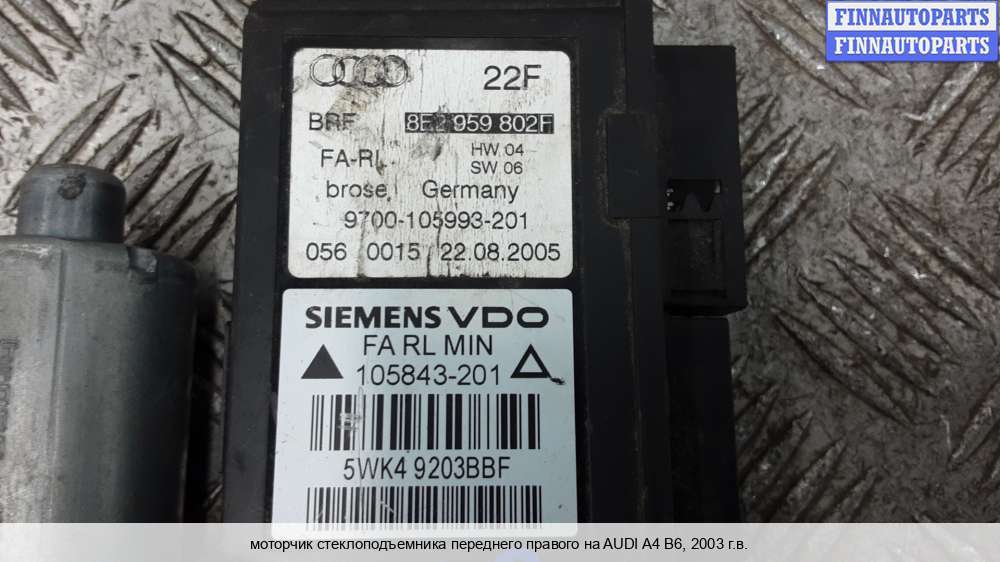 FINNAUTOPARTS
FINNAUTOPARTS
22F
BRF 8E2 959 802F
FA-RL HW 04
SW 06
brose, Germany
9700-105993-201
056 0015 22.08.2005
SIEMENS VDO
FA RL MIN
105843-201
5WK4 9203BBF
моторчик стеклоподъемника переднего правого на AUDI A4 B6, 2003 г.в.